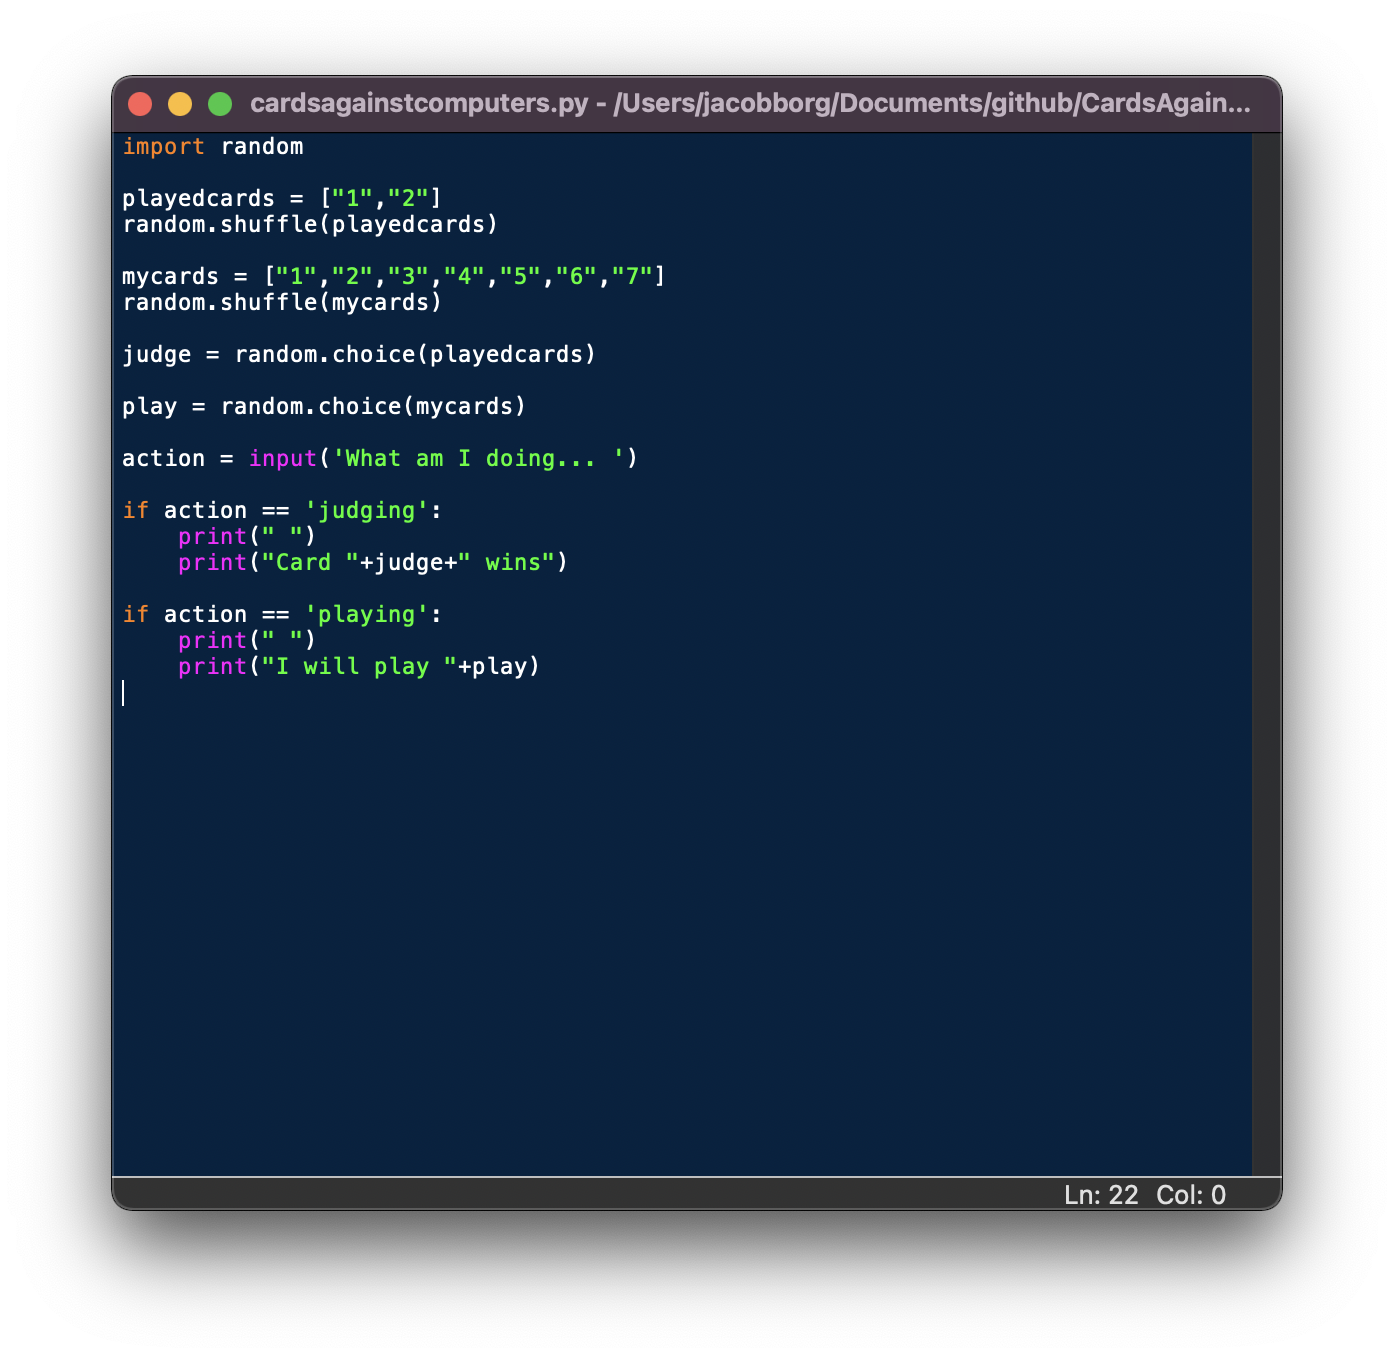 cardsagainstcomputers.py - /Users/jacobborg/Documents/github/CardsAgain...
import random
playedcards = ["1","2"]
random.shuffle(playedcards)
mycards = ["1","2","3","4","5","6","7"]
random.shuffle(mycards)
judge = random.choice(playedcards)
play = random.choice(mycards)
action = input('What am I doing... ')
if action == 'judging':
    print(" ")
    print("Card "+judge+" wins")
if action == 'playing':
    print(" ")
    print("I will play "+play)
Ln: 22 Col: 0